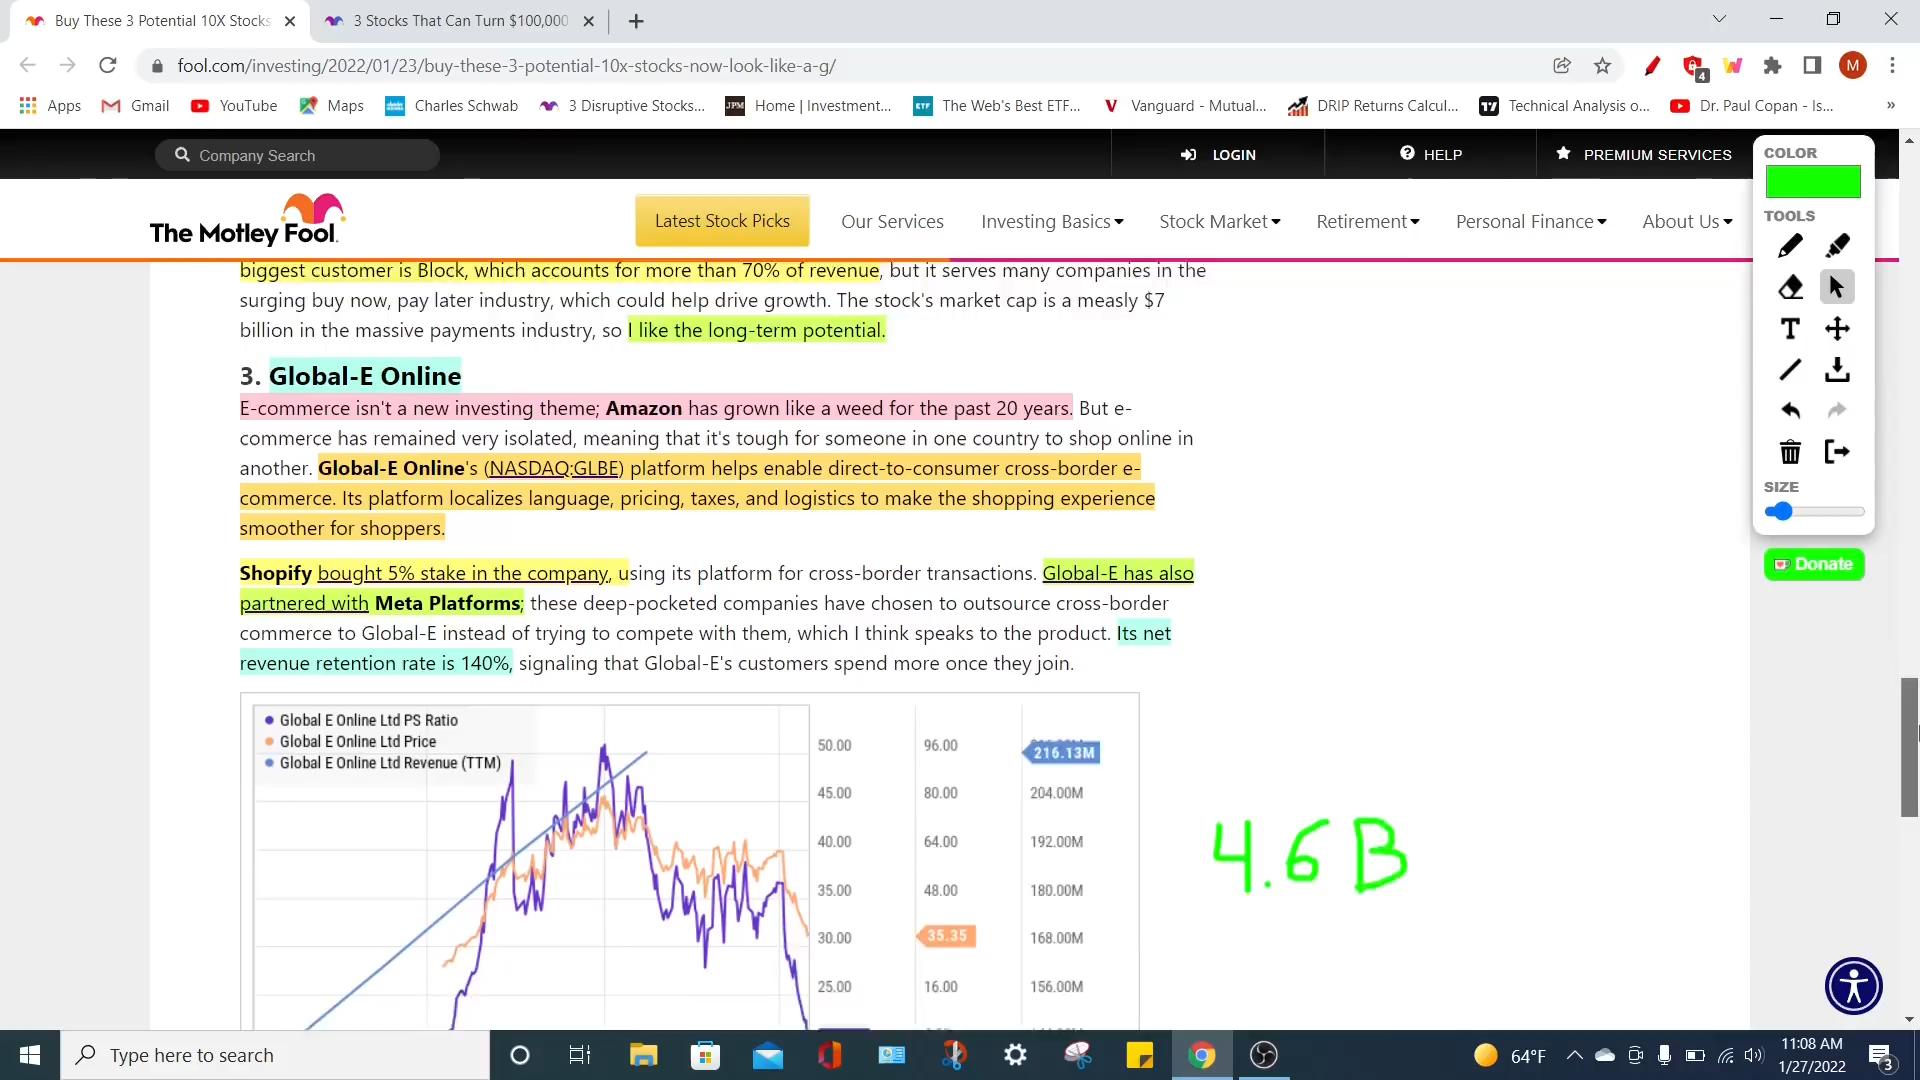 Buy These 3 Potential 10X Stocks
3 Stocks That Can Turn $100,000
fool.com/investing/2022/01/23/buy-these-3-potential-10x-stocks-now-look-like-a-g/
4
M
Apps
Gmail
YouTube
Maps
Charles Schwab
3 Disruptive Stocks...
JPM
Home | Investment...
ETF
The Web's Best ETF...
V
Vanguard - Mutual...
DRIP Returns Calcul...
Technical Analysis o...
Dr. Paul Copan - Is...
»
Company Search
LOGIN
HELP
PREMIUM SERVICES
The Motley Fool.
Latest Stock Picks
Our Services
Investing Basics
Stock Market
Retirement
Personal Finance
About Us
COLOR
TOOLS
T
SIZE
Donate
biggest customer is Block, which accounts for more than 70% of revenue, but it serves many companies in the
surging buy now, pay later industry, which could help drive growth. The stock's market cap is a measly $7
billion in the massive payments industry, so I like the long-term potential.
3. Global-E Online
E-commerce isn't a new investing theme; Amazon has grown like a weed for the past 20 years. But e-
commerce has remained very isolated, meaning that it's tough for someone in one country to shop online in
another. Global-E Online's (NASDAQ:GLBE) platform helps enable direct-to-consumer cross-border e-
commerce. Its platform localizes language, pricing, taxes, and logistics to make the shopping experience
smoother for shoppers.
Shopify bought 5% stake in the company, using its platform for cross-border transactions. Global-E has also
partnered with Meta Platforms; these deep-pocketed companies have chosen to outsource cross-border
commerce to Global-E instead of trying to compete with them, which I think speaks to the product. Its net
revenue retention rate is 140%, signaling that Global-E's customers spend more once they join.
Global E Online Ltd PS Ratio
Global E Online Ltd Price
Global E Online Ltd Revenue (TTM)
50.00 96.00 216.13M
45.00 80.00 204.00M
40.00 64.00 192.00M
35.00 48.00 180.00M
30.00 35.35 168.00M
25.00 16.00 156.00M
4.6 B
Type here to search
64°F
11:08 AM
1/27/2022
3